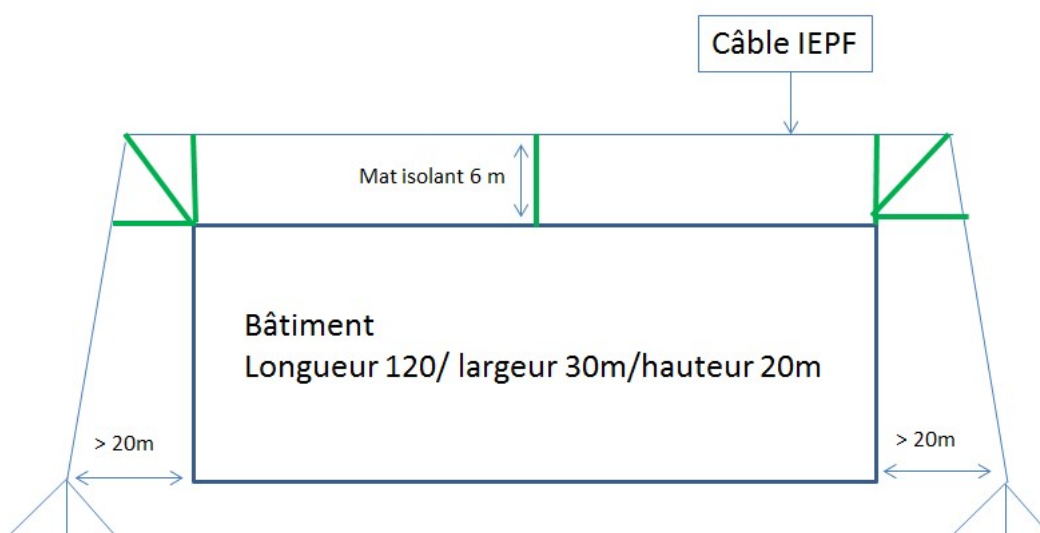 Câble IEPF
Mat isolant 6 m
Bâtiment
Longueur 120/ largeur 30m/hauteur 20m
> 20m
> 20m